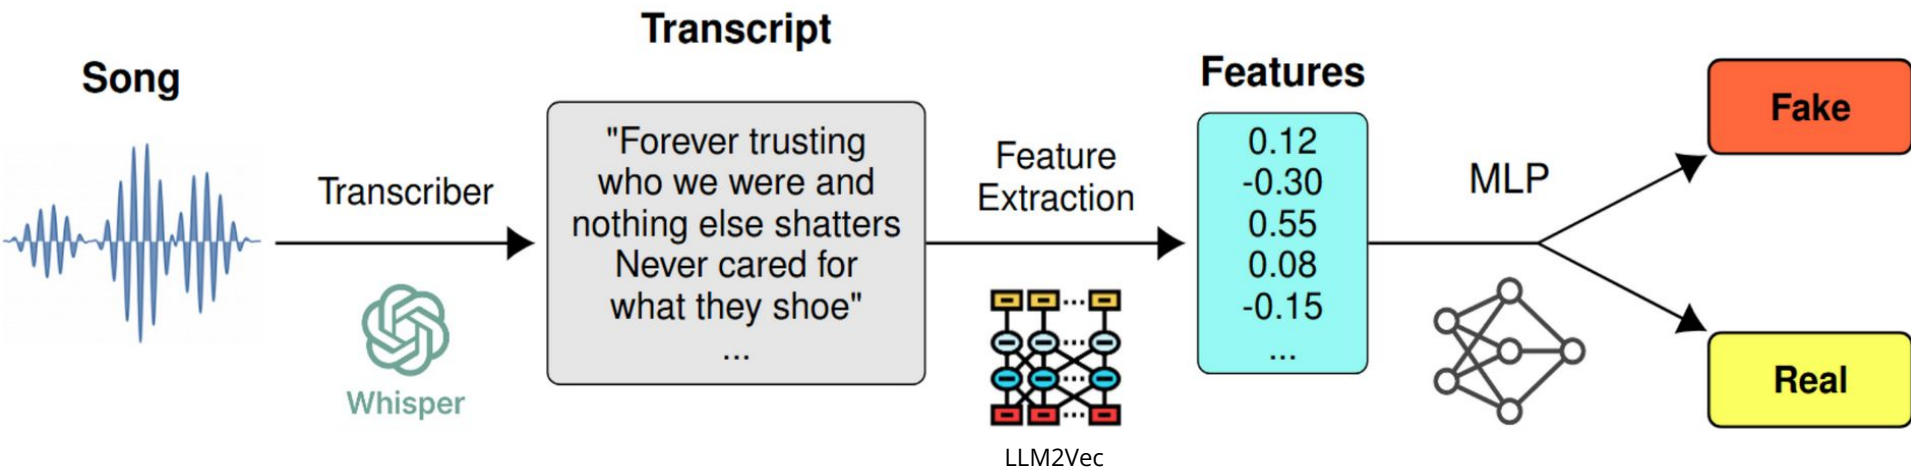 Song
Transcriber
Whisper
Transcript
"Forever trusting
who we were and
nothing else shatters
Never cared for
what they shoe"
...
Feature
Extraction
LLM2Vec
Features
0.12
-0.30
0.55
0.08
-0.15
...
MLP
Fake
Real